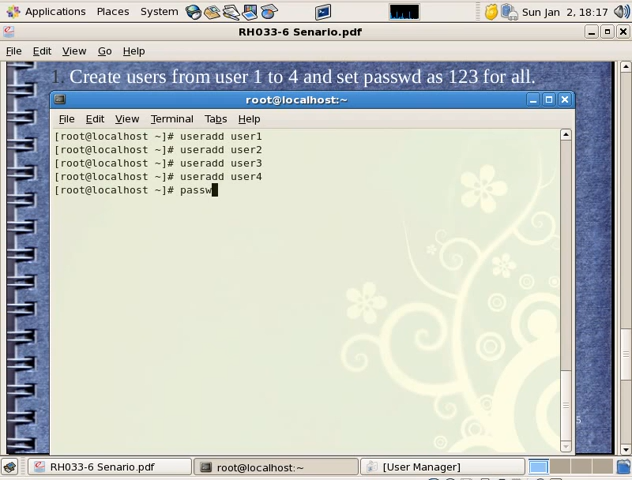 Applications Places System Sun Jan 2, 18:17
RH033-6 Senario.pdf
File Edit View Go Help
1. Create users from user 1 to 4 and set passwd as 123 for all.
root@localhost:~
File Edit View Terminal Tabs Help
[root@localhost ~]# useradd user1
[root@localhost ~]# useradd user2
[root@localhost ~]# useradd user3
[root@localhost ~]# useradd user4
[root@localhost ~]# passw
5
RH033-6 Senario.pdf root@localhost:~ [User Manager]